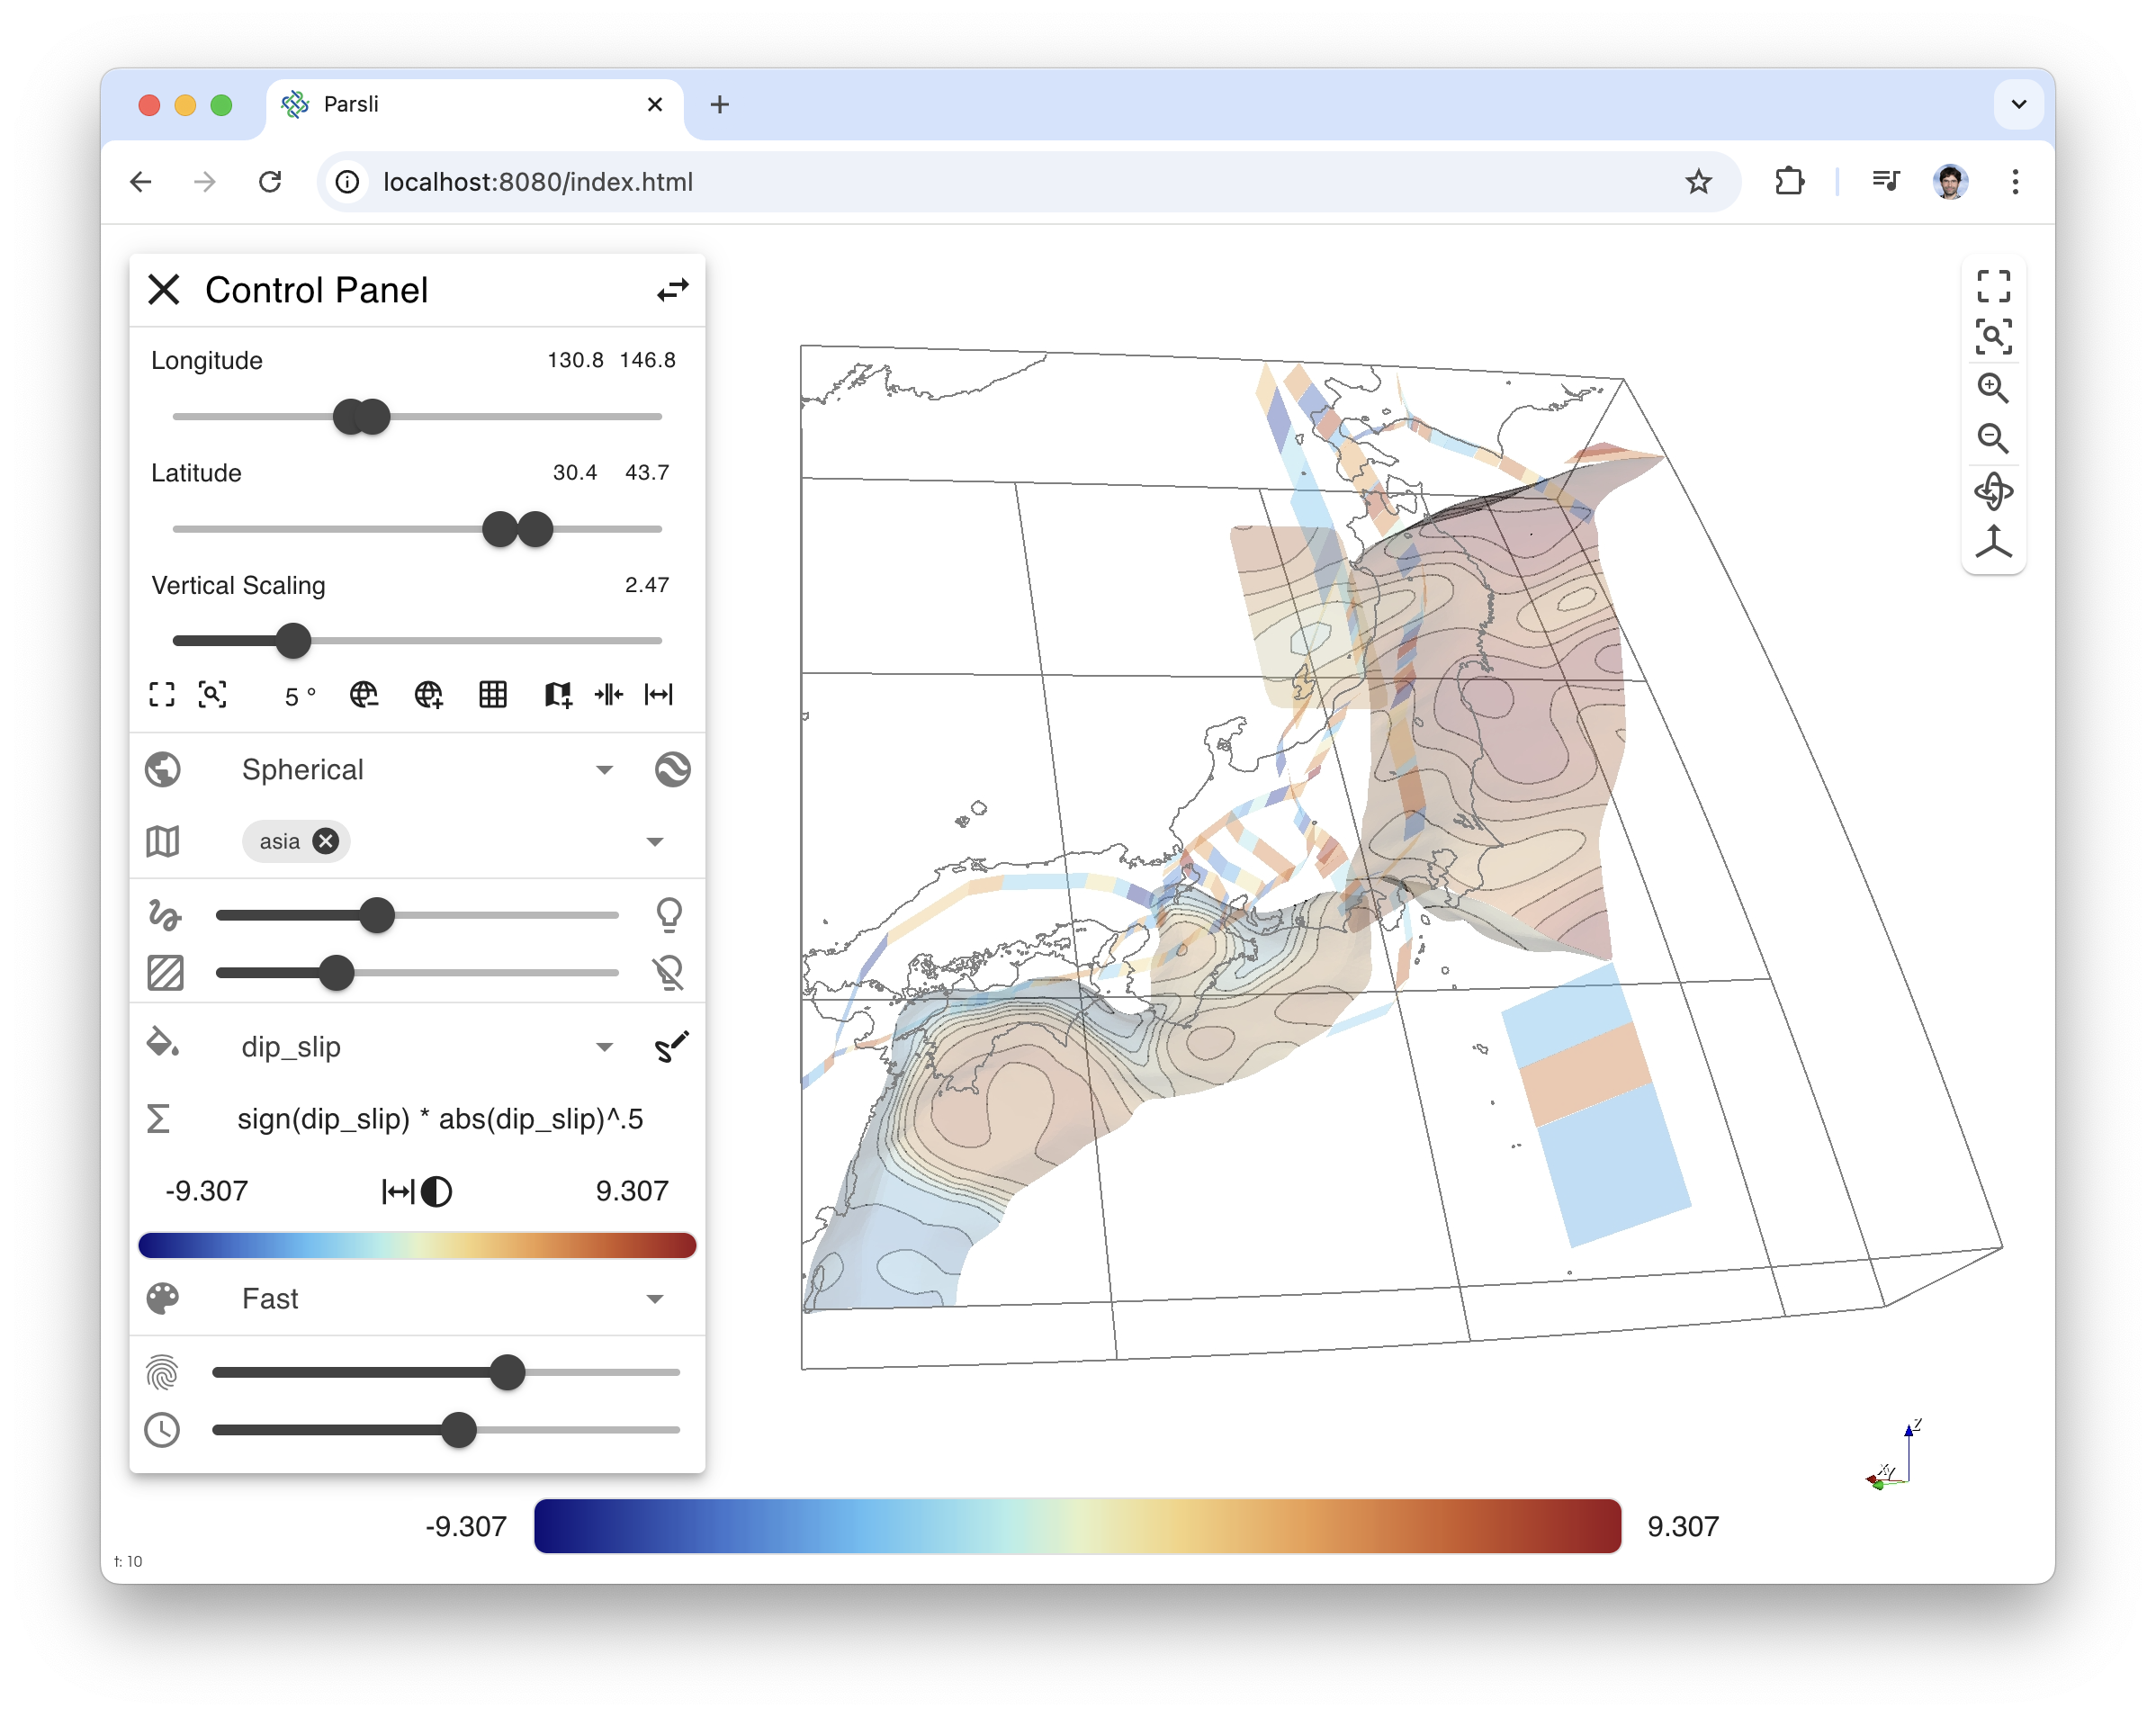 Parsli
localhost:8080/index.html
Control Panel
Longitude 130.8 146.8
Latitude 30.4 43.7
Vertical Scaling 2.47
5 °
Spherical
asia
dip_slip
sign(dip_slip) * abs(dip_slip)^.5
-9.307 9.307
Fast
Z
X Y
-9.307 9.307
t: 10